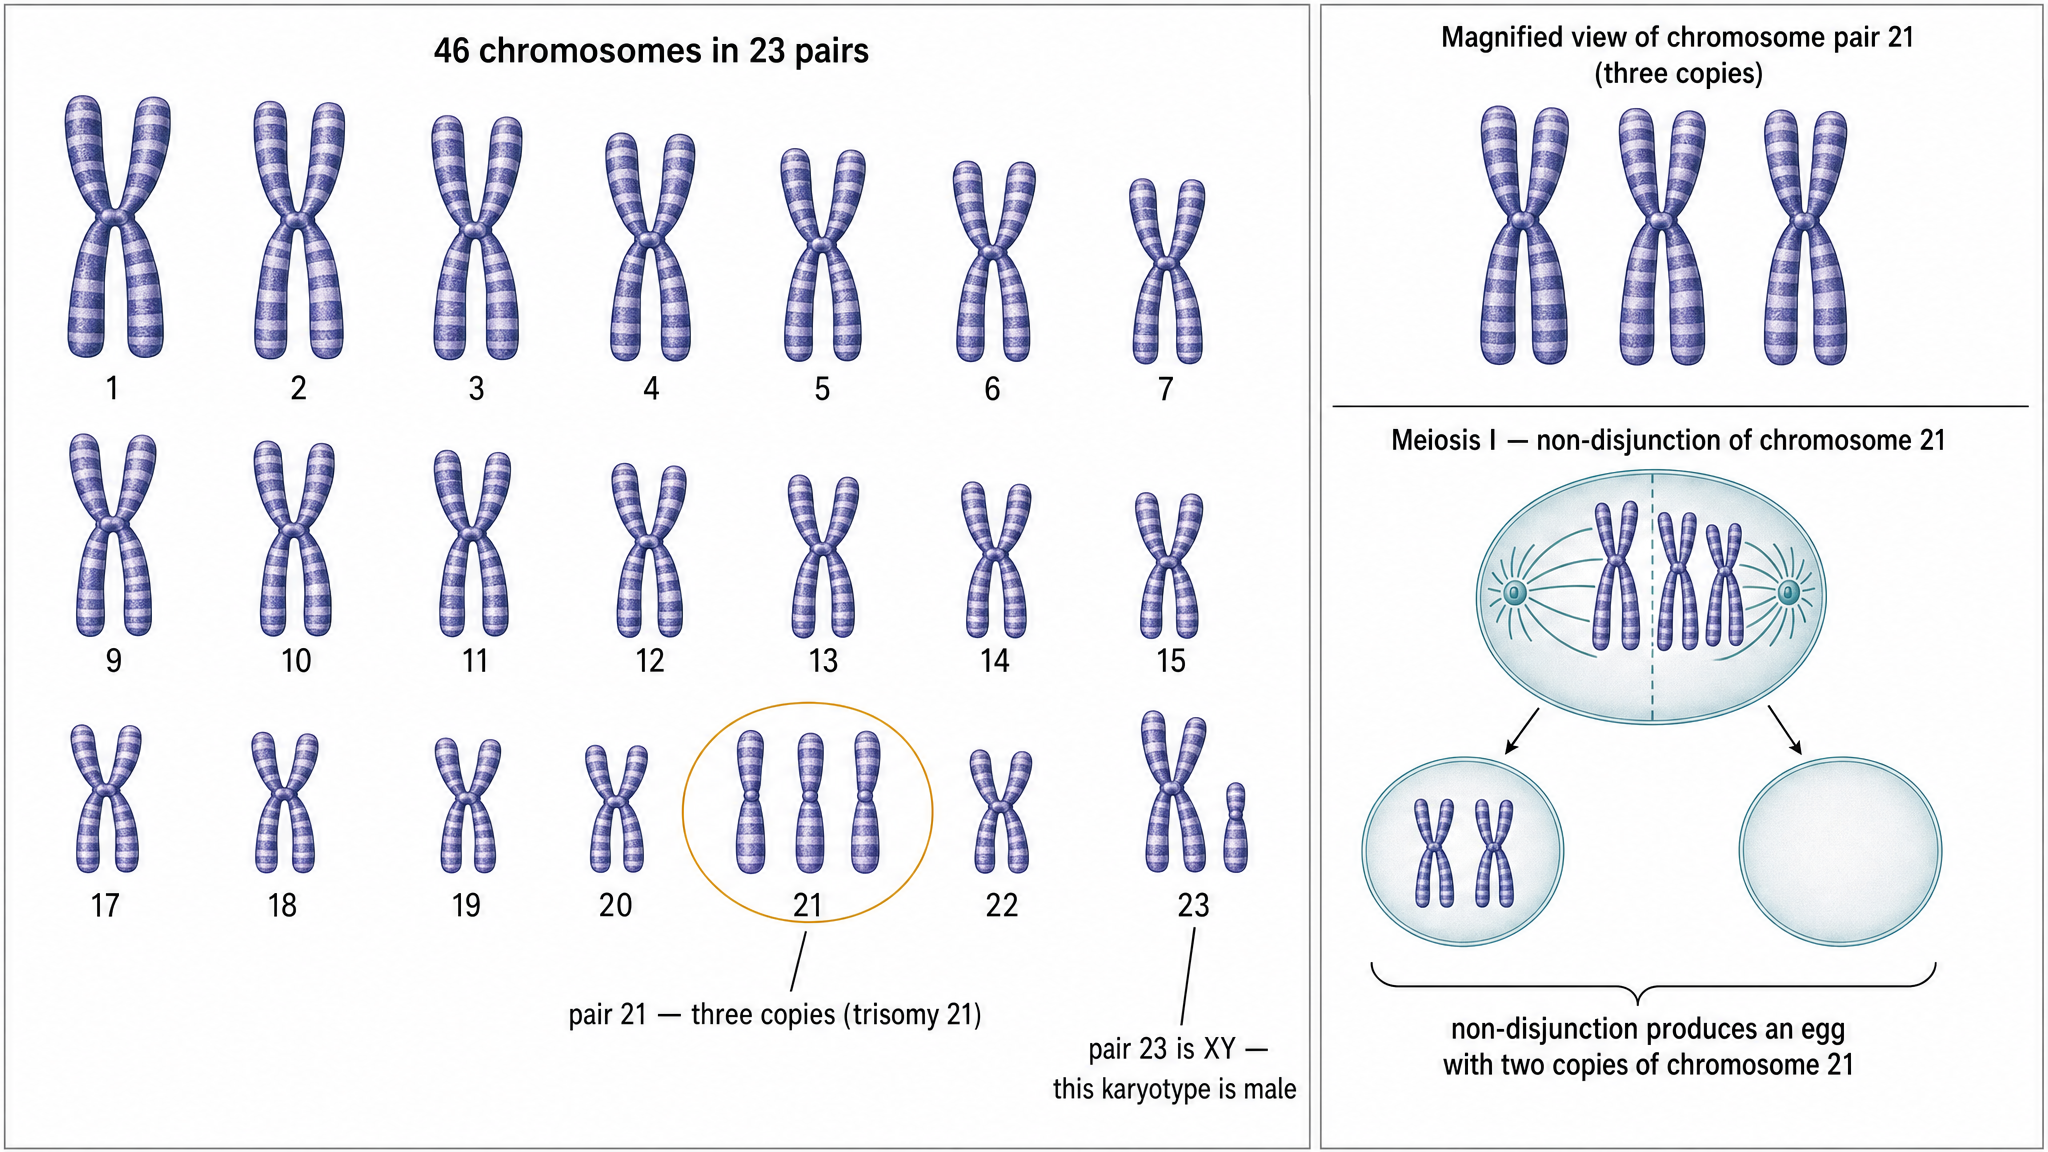 46 chromosomes in 23 pairs
1 2 3 4 5 6 7
9 10 11 12 13 14 15
17 18 19 20 21 22 23
pair 21 — three copies (trisomy 21)
pair 23 is XY —
this karyotype is male
Magnified view of chromosome pair 21
(three copies)
Meiosis I — non-disjunction of chromosome 21
non-disjunction produces an egg
with two copies of chromosome 21